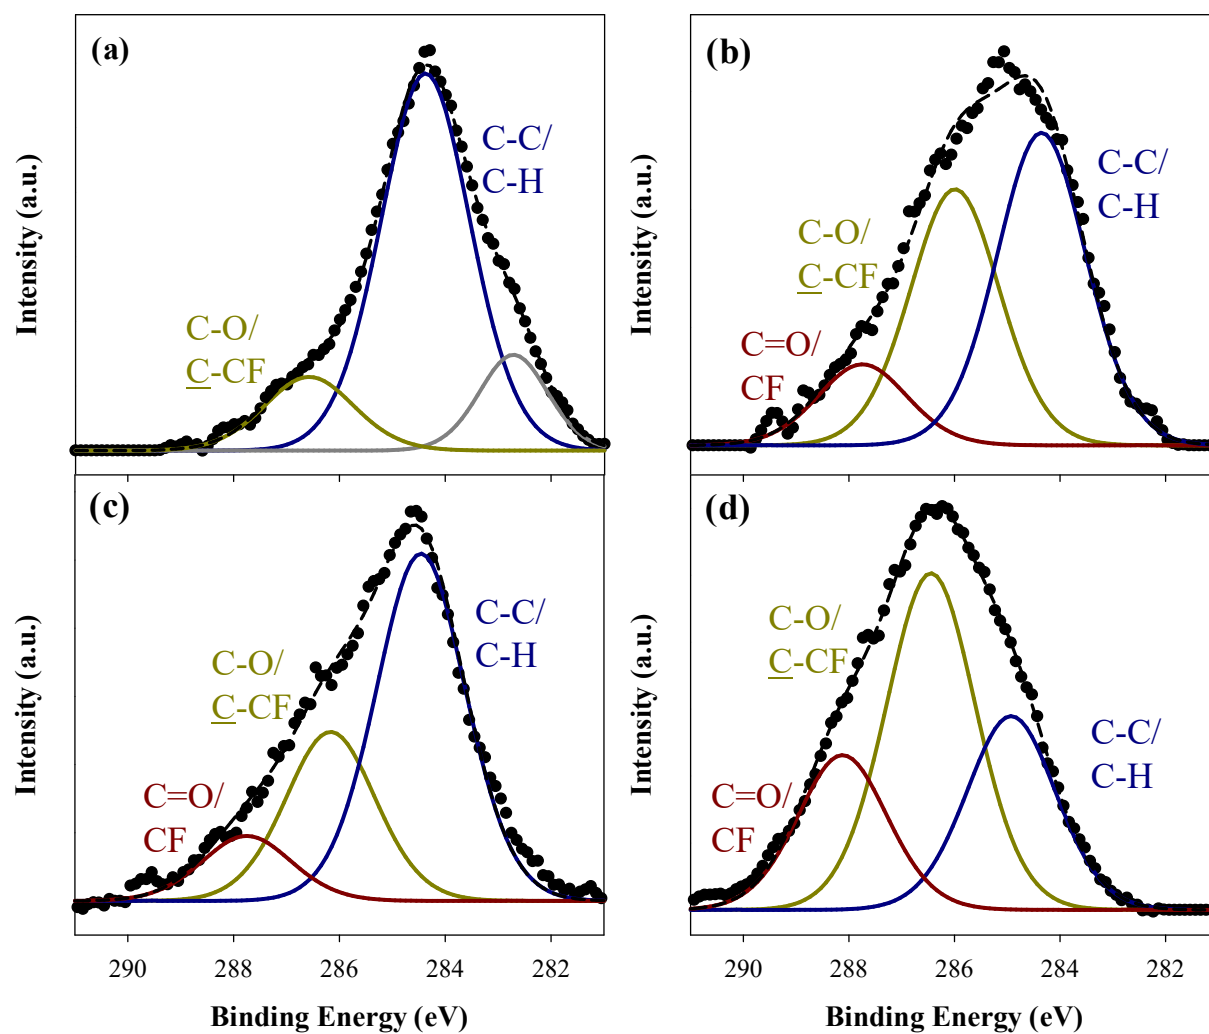 (a)
C-C/
C-H
C-O/
C-CF
Intensity (a.u.)
(b)
C-C/
C-H
C-O/
C-CF
C=O/
CF
Intensity (a.u.)
(c)
C-C/
C-H
C-O/
C-CF
C=O/
CF
Intensity (a.u.)
290 288 286 284 282
Binding Energy (eV)
(d)
C-O/
C-CF
C-C/
C-H
C=O/
CF
Intensity (a.u.)
290 288 286 284 282
Binding Energy (eV)